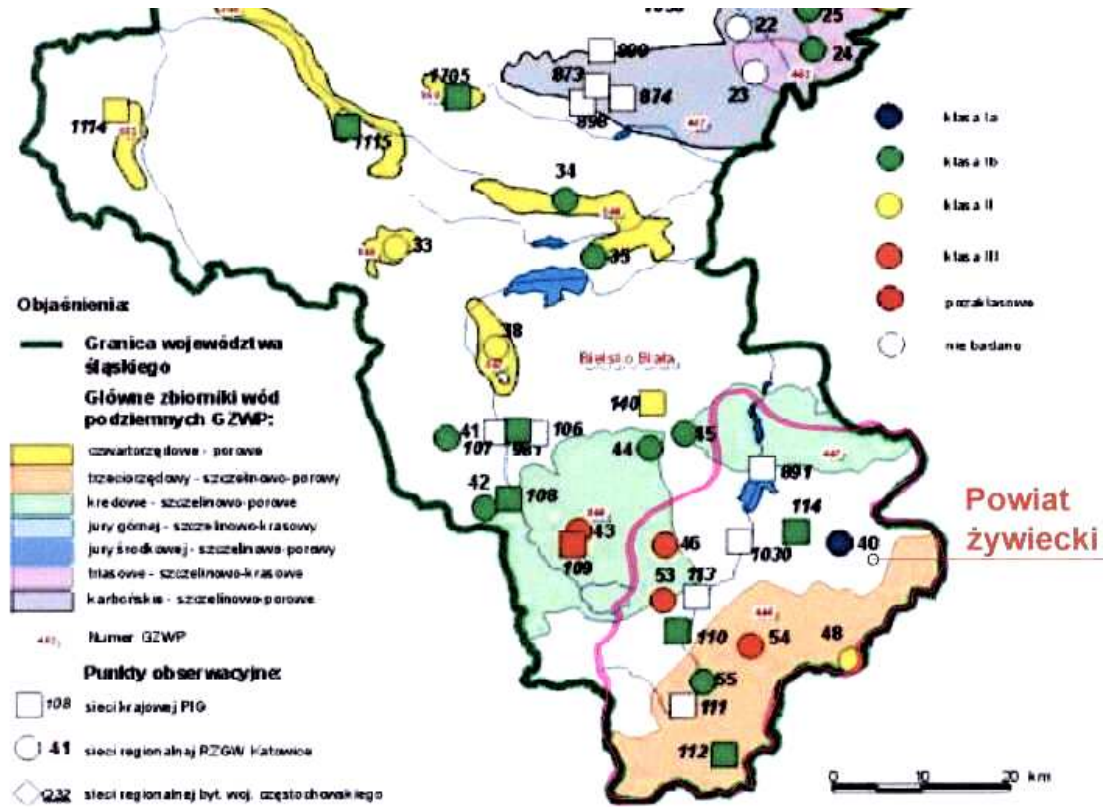 22
25
24
23
899
873
874
898
1705
1114
1115
34
33
35
38
klasa Ia
klasa Ib
klasa II
klasa III
pozaklasowe
nie badano
Objaśnienia:
Granica województwa
śląskiego
Główne zbiorniki wód
podziemnych GZWP:
czwartorzędowe - porowe
trzeciorzędowy - szczelinowo-porowy
kredowe - szczelinowo-porowe
jury górnej - szczelinowo-krasowy
jury środkowej - szczelinowo-porowy
triasowe - szczelinowo-krasowe
karbońskie - szczelinowo-porowe
Numer GZWP
Punkty obserwacyjne:
108 sieci krajowej PIG
41 sieci regionalnej RZGW Katowice
1232 sieci regionalnej byt. woj. częstochowskiego
Bielsko Biała
140
41
107
981
106
44
45
891
42
108
43
109
46
1030
114
40
53
113
110
54
48
55
111
112
Powiat
żywiecki
0 10 20 km